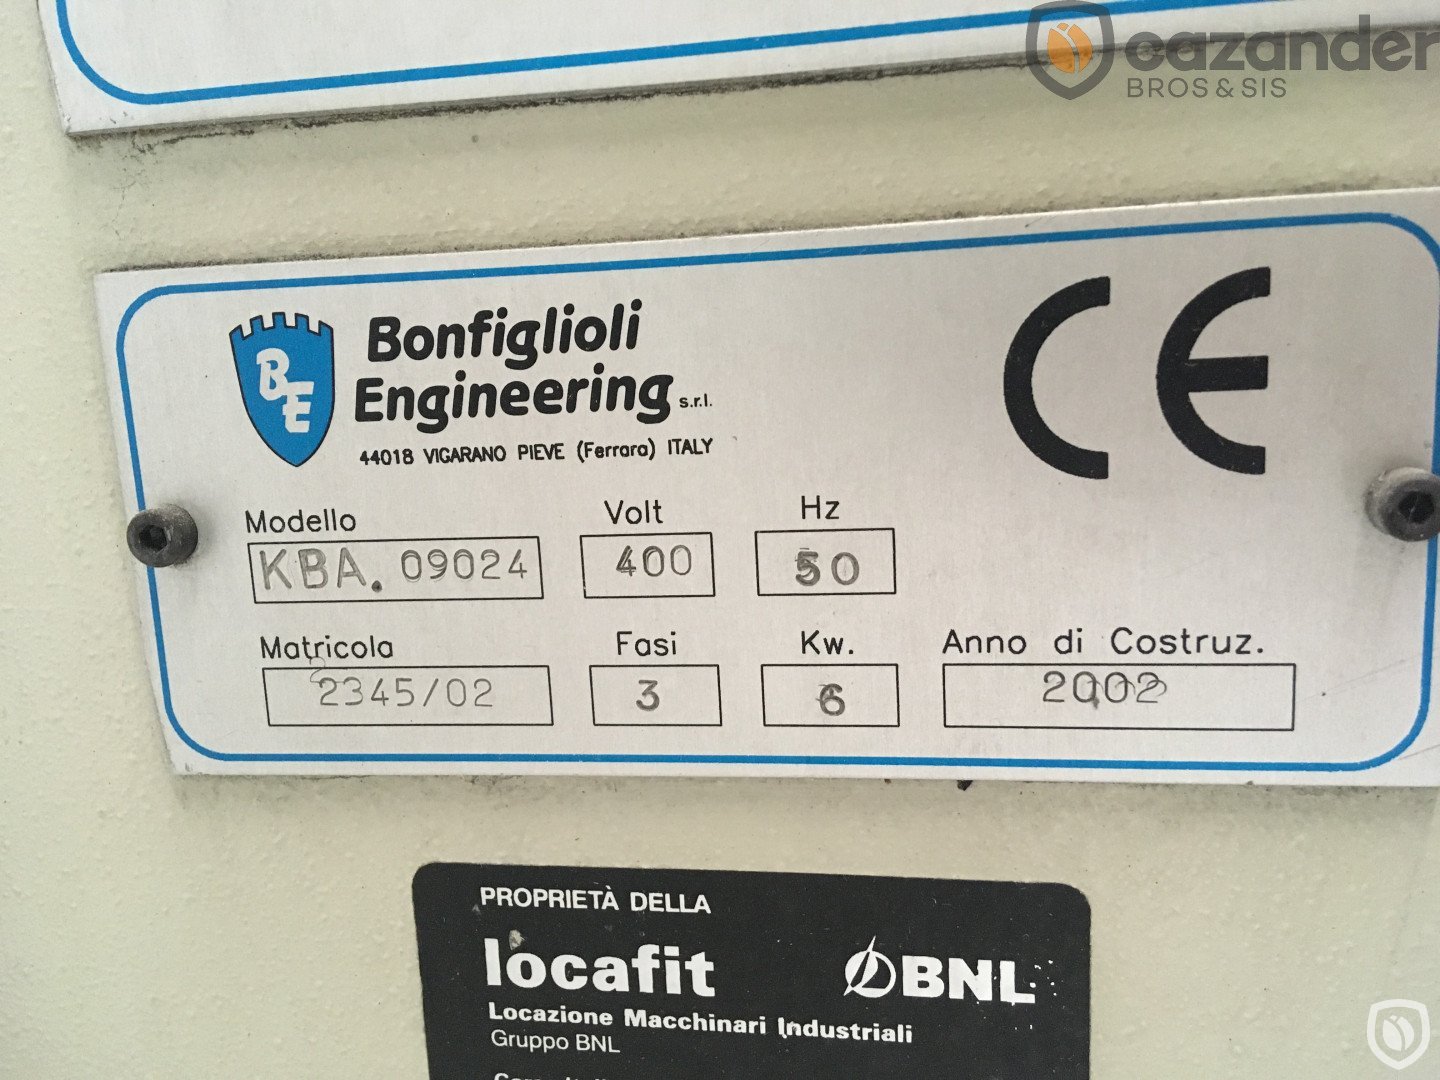 cazander
BROS & SIS
BE
Bonfiglioli
Engineering s.r.l.
44018 VIGARANO PIEVE (Ferrara) ITALY
CE
Modello Volt Hz
KBA. 09024 400 50
Matricola Fasi Kw. Anno di Costruz.
2345/02 3 6 2002
PROPRIETÀ DELLA
locafit BNL
Locazione Macchinari Industriali
Gruppo BNL